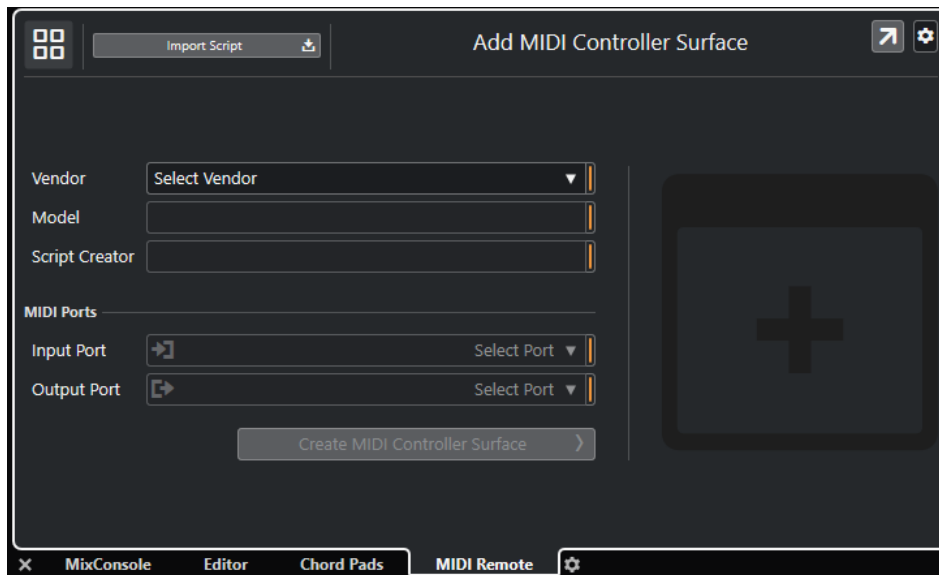 Import Script
Add MIDI Controller Surface
Vendor
Select Vendor
Model
Script Creator
MIDI Ports
Input Port
Select Port
Output Port
Select Port
Create MIDI Controller Surface
MixConsole
Editor
Chord Pads
MIDI Remote